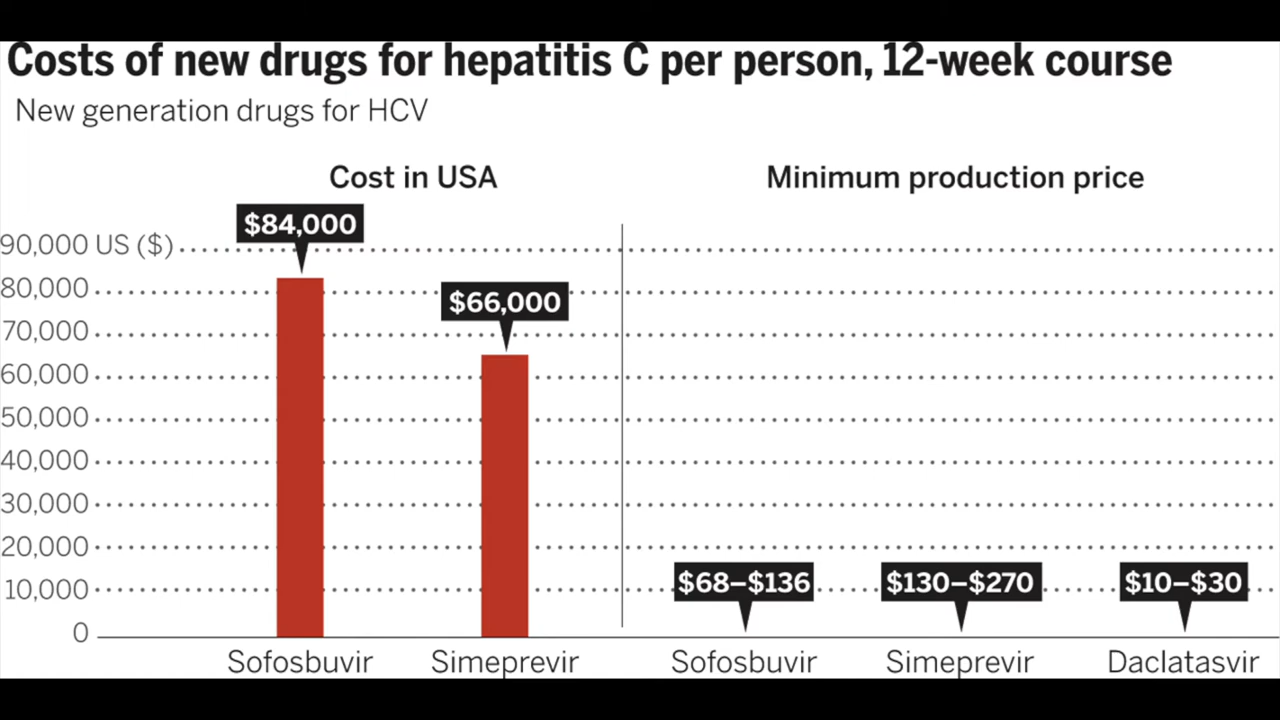 Costs of new drugs for hepatitis C per person, 12-week course
New generation drugs for HCV
Cost in USA
Minimum production price
$84,000
90,000 US ($)
80,000
$66,000
70,000
60,000
50,000
40,000
30,000
20,000
$68–$136
$130–$270
$10–$30
10,000
0
Sofosbuvir
Simeprevir
Sofosbuvir
Simeprevir
Daclatasvir